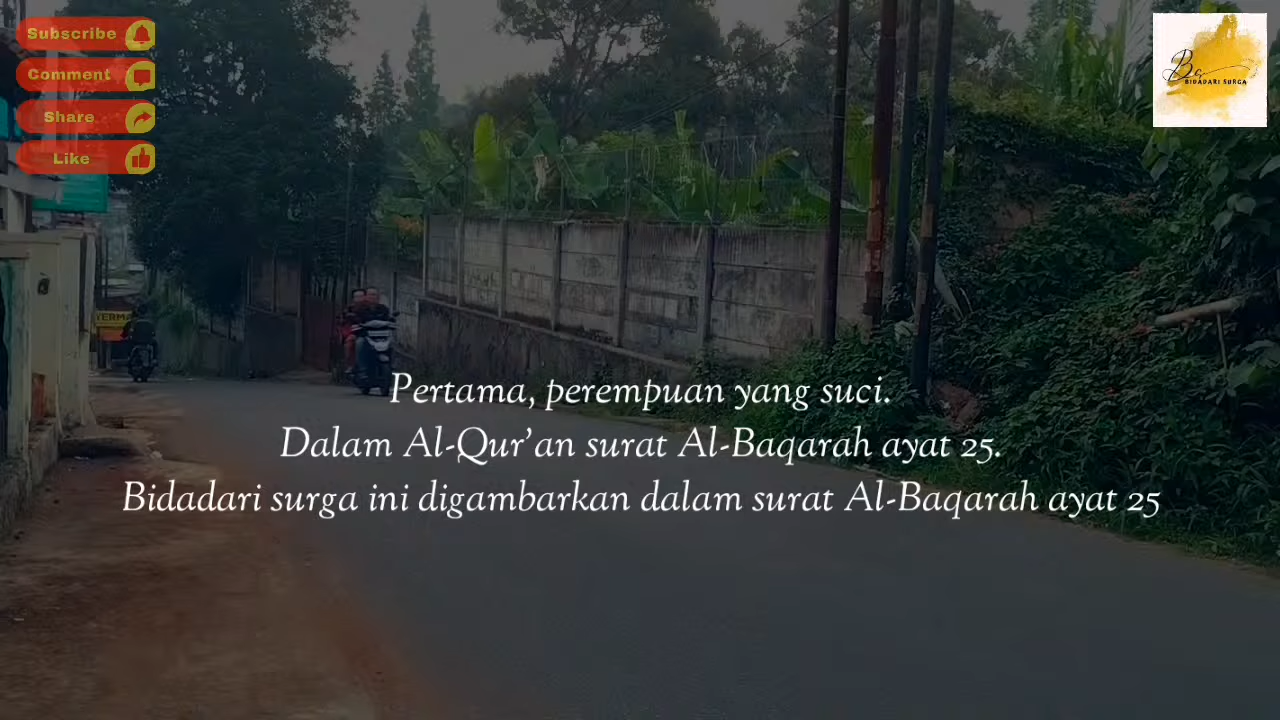 Subscribe
Comment
Share
Like
BIDADARI SURGA
Pertama, perempuan yang suci.
Dalam Al-Qur'an surat Al-Baqarah ayat 25.
Bidadari surga ini digambarkan dalam surat Al-Baqarah ayat 25